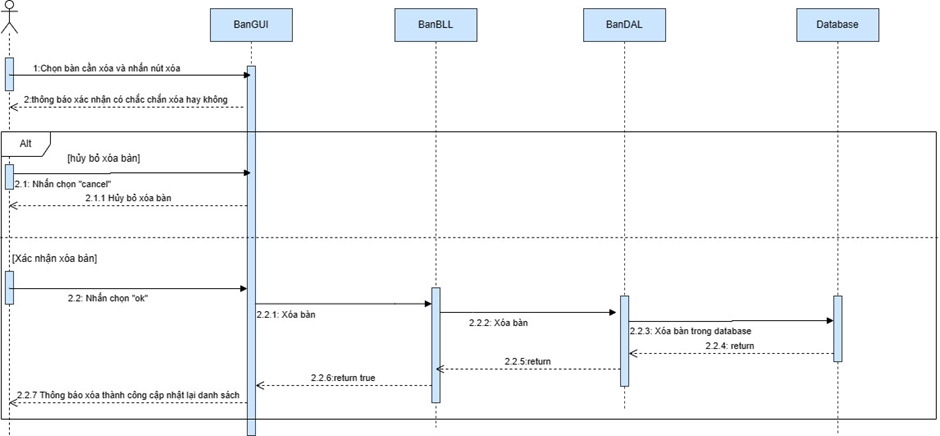 BanGUI
BanBLL
BanDAL
Database
1:Chọn bàn cần xóa và nhấn nút xóa
2:thông báo xác nhận có chắc chắn xóa hay không
Alt
[hủy bỏ xóa bàn]
2.1: Nhấn chọn "cancel"
2.1.1 Hủy bỏ xóa bàn
[Xác nhận xóa bàn]
2.2: Nhấn chọn "ok"
2.2.1: Xóa bàn
2.2.2: Xóa bàn
2.2.3: Xóa bàn trong database
2.2.4: return
2.2.5:return
2.2.6:return true
2.2.7 Thông báo xóa thành công cập nhật lại danh sách